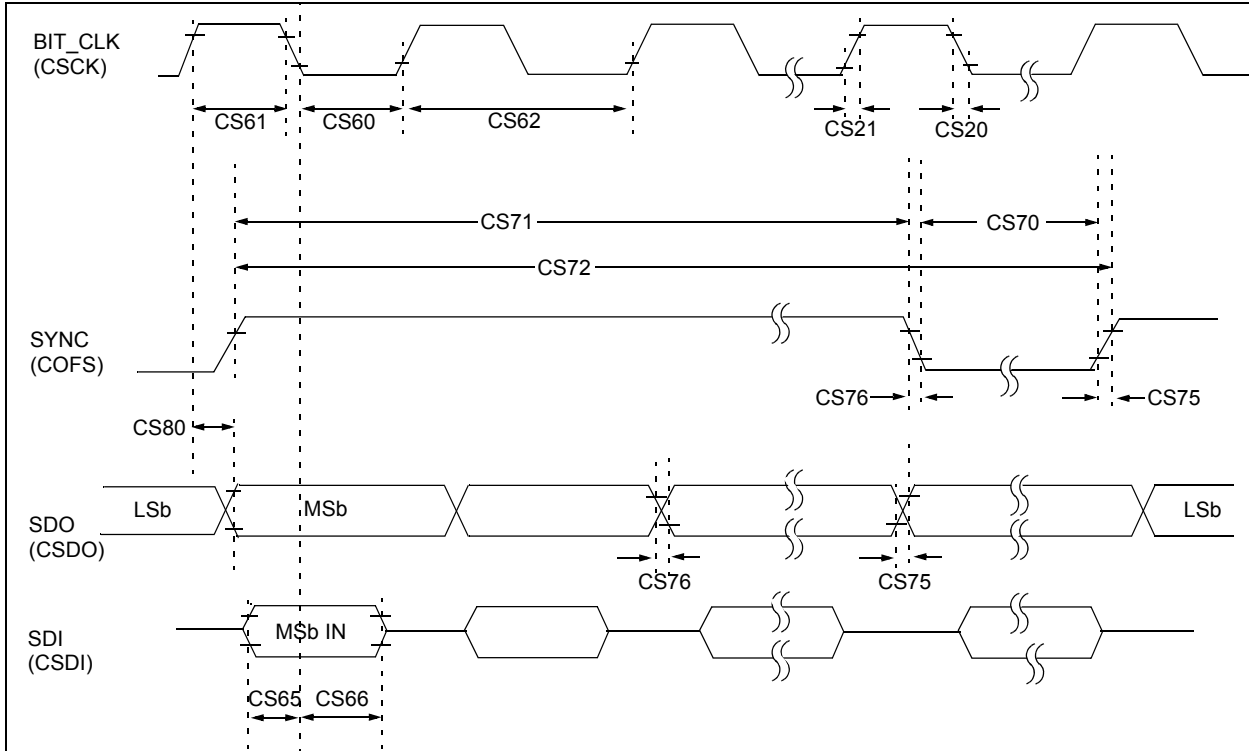 BIT_CLK
(CSCK)
CS61
CS60
CS62
CS21
CS20
CS71
CS70
CS72
SYNC
(COFS)
CS76
CS75
CS80
LSb
MSb
LSb
SDO
(CSDO)
CS76
CS75
MSb IN
SDI
(CSDI)
CS65
CS66